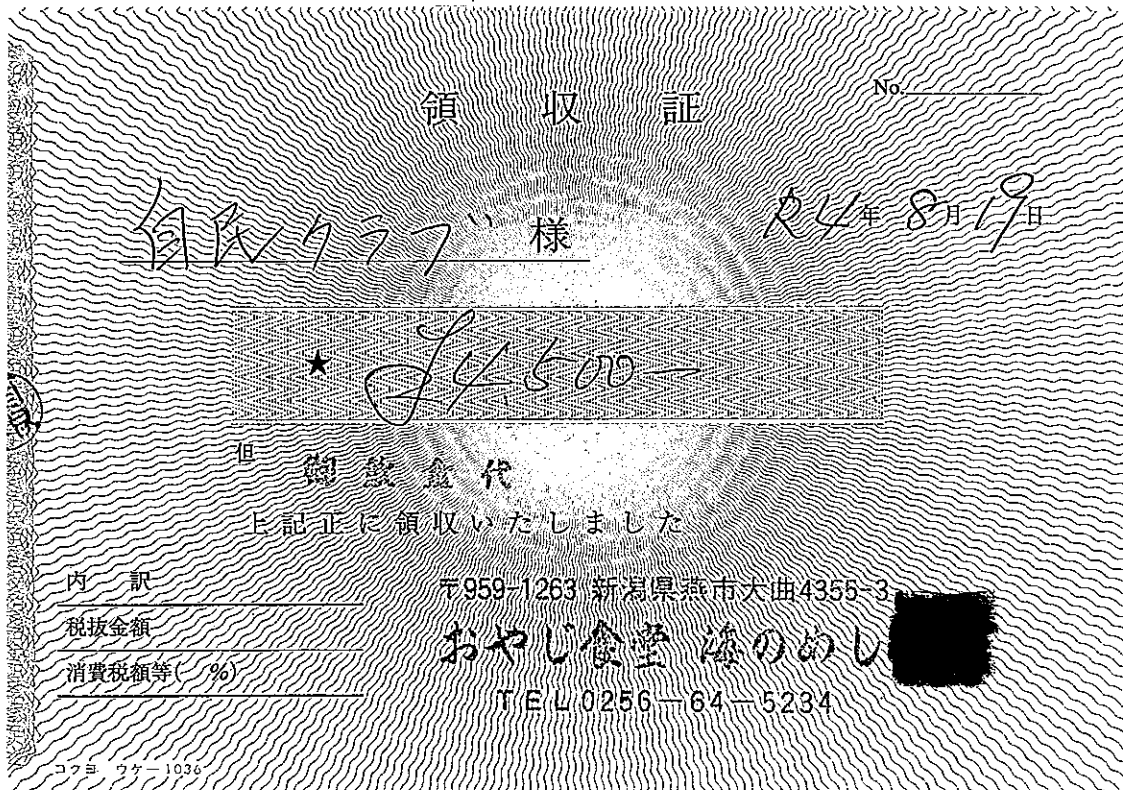 領収証
No.
自民クラブ 様
R4年 8月 19日
★ ¥4,500-
但 御飲食代
上記正に領収いたしました
内 訳
税抜金額
消費税額等( %)
〒959-1263 新潟県燕市大曲4355-3
おやじ食堂 海のめし
TEL 0256-64-5234
コクヨ ウケ-1036